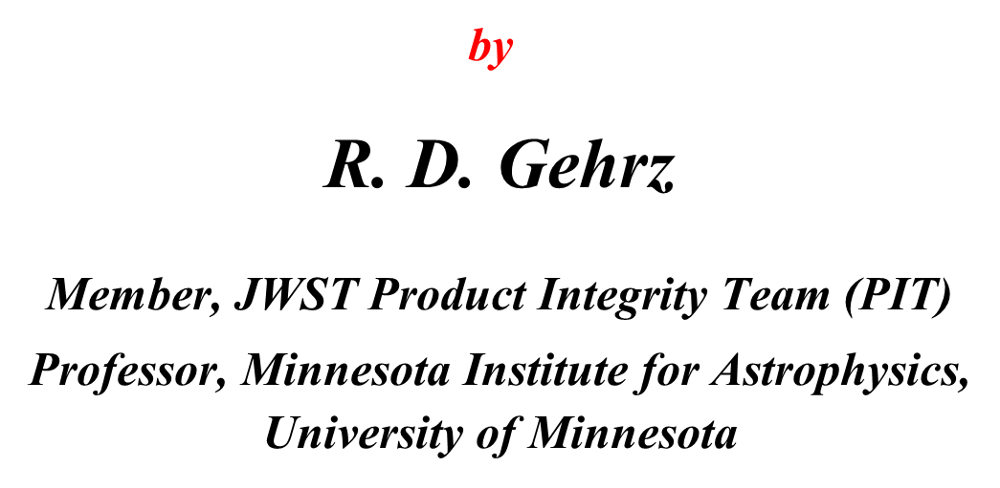 by
R. D. Gehrz
Member, JWST Product Integrity Team (PIT)
Professor, Minnesota Institute for Astrophysics,
University of Minnesota